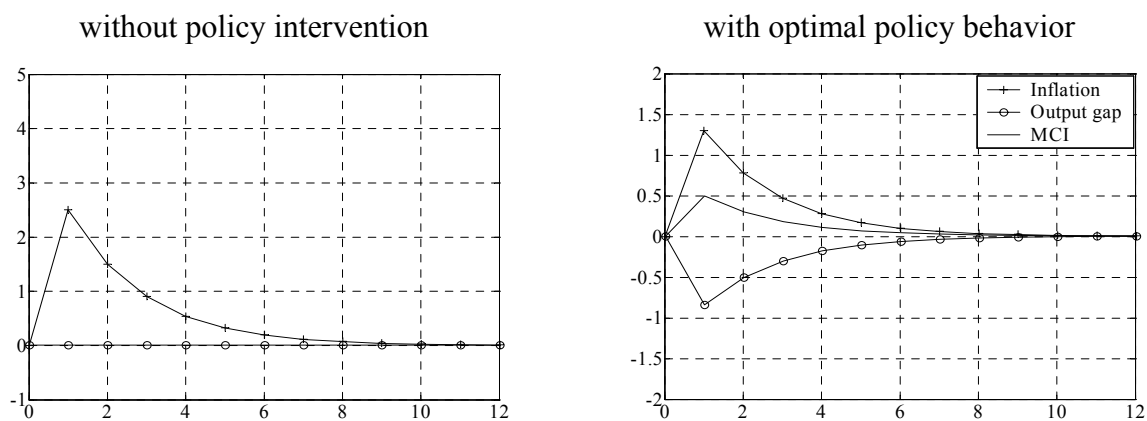 without policy intervention
with optimal policy behavior
5
4
3
2
1
0
-1
0 2 4 6 8 10 12
2
1.5
1
0.5
0
-0.5
-1
-1.5
-2
0 2 4 6 8 10 12
Inflation
Output gap
MCI